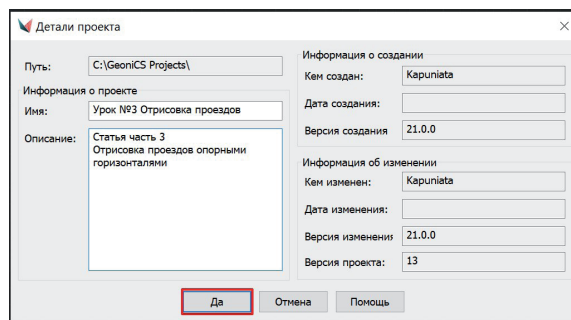 Детали проекта
Путь: C:\GeoniCS Projects\
Информация о проекте
Имя: Урок №3 Отрисовка проездов
Описание: Статья часть 3
Отрисовка проездов опорными
горизонталями
Информация о создании
Кем создан: Kapuniata
Дата создания:
Версия создания 21.0.0
Информация об изменении
Кем изменен: Kapuniata
Дата изменения:
Версия изменения 21.0.0
Версия проекта: 13
Да Отмена Помощь